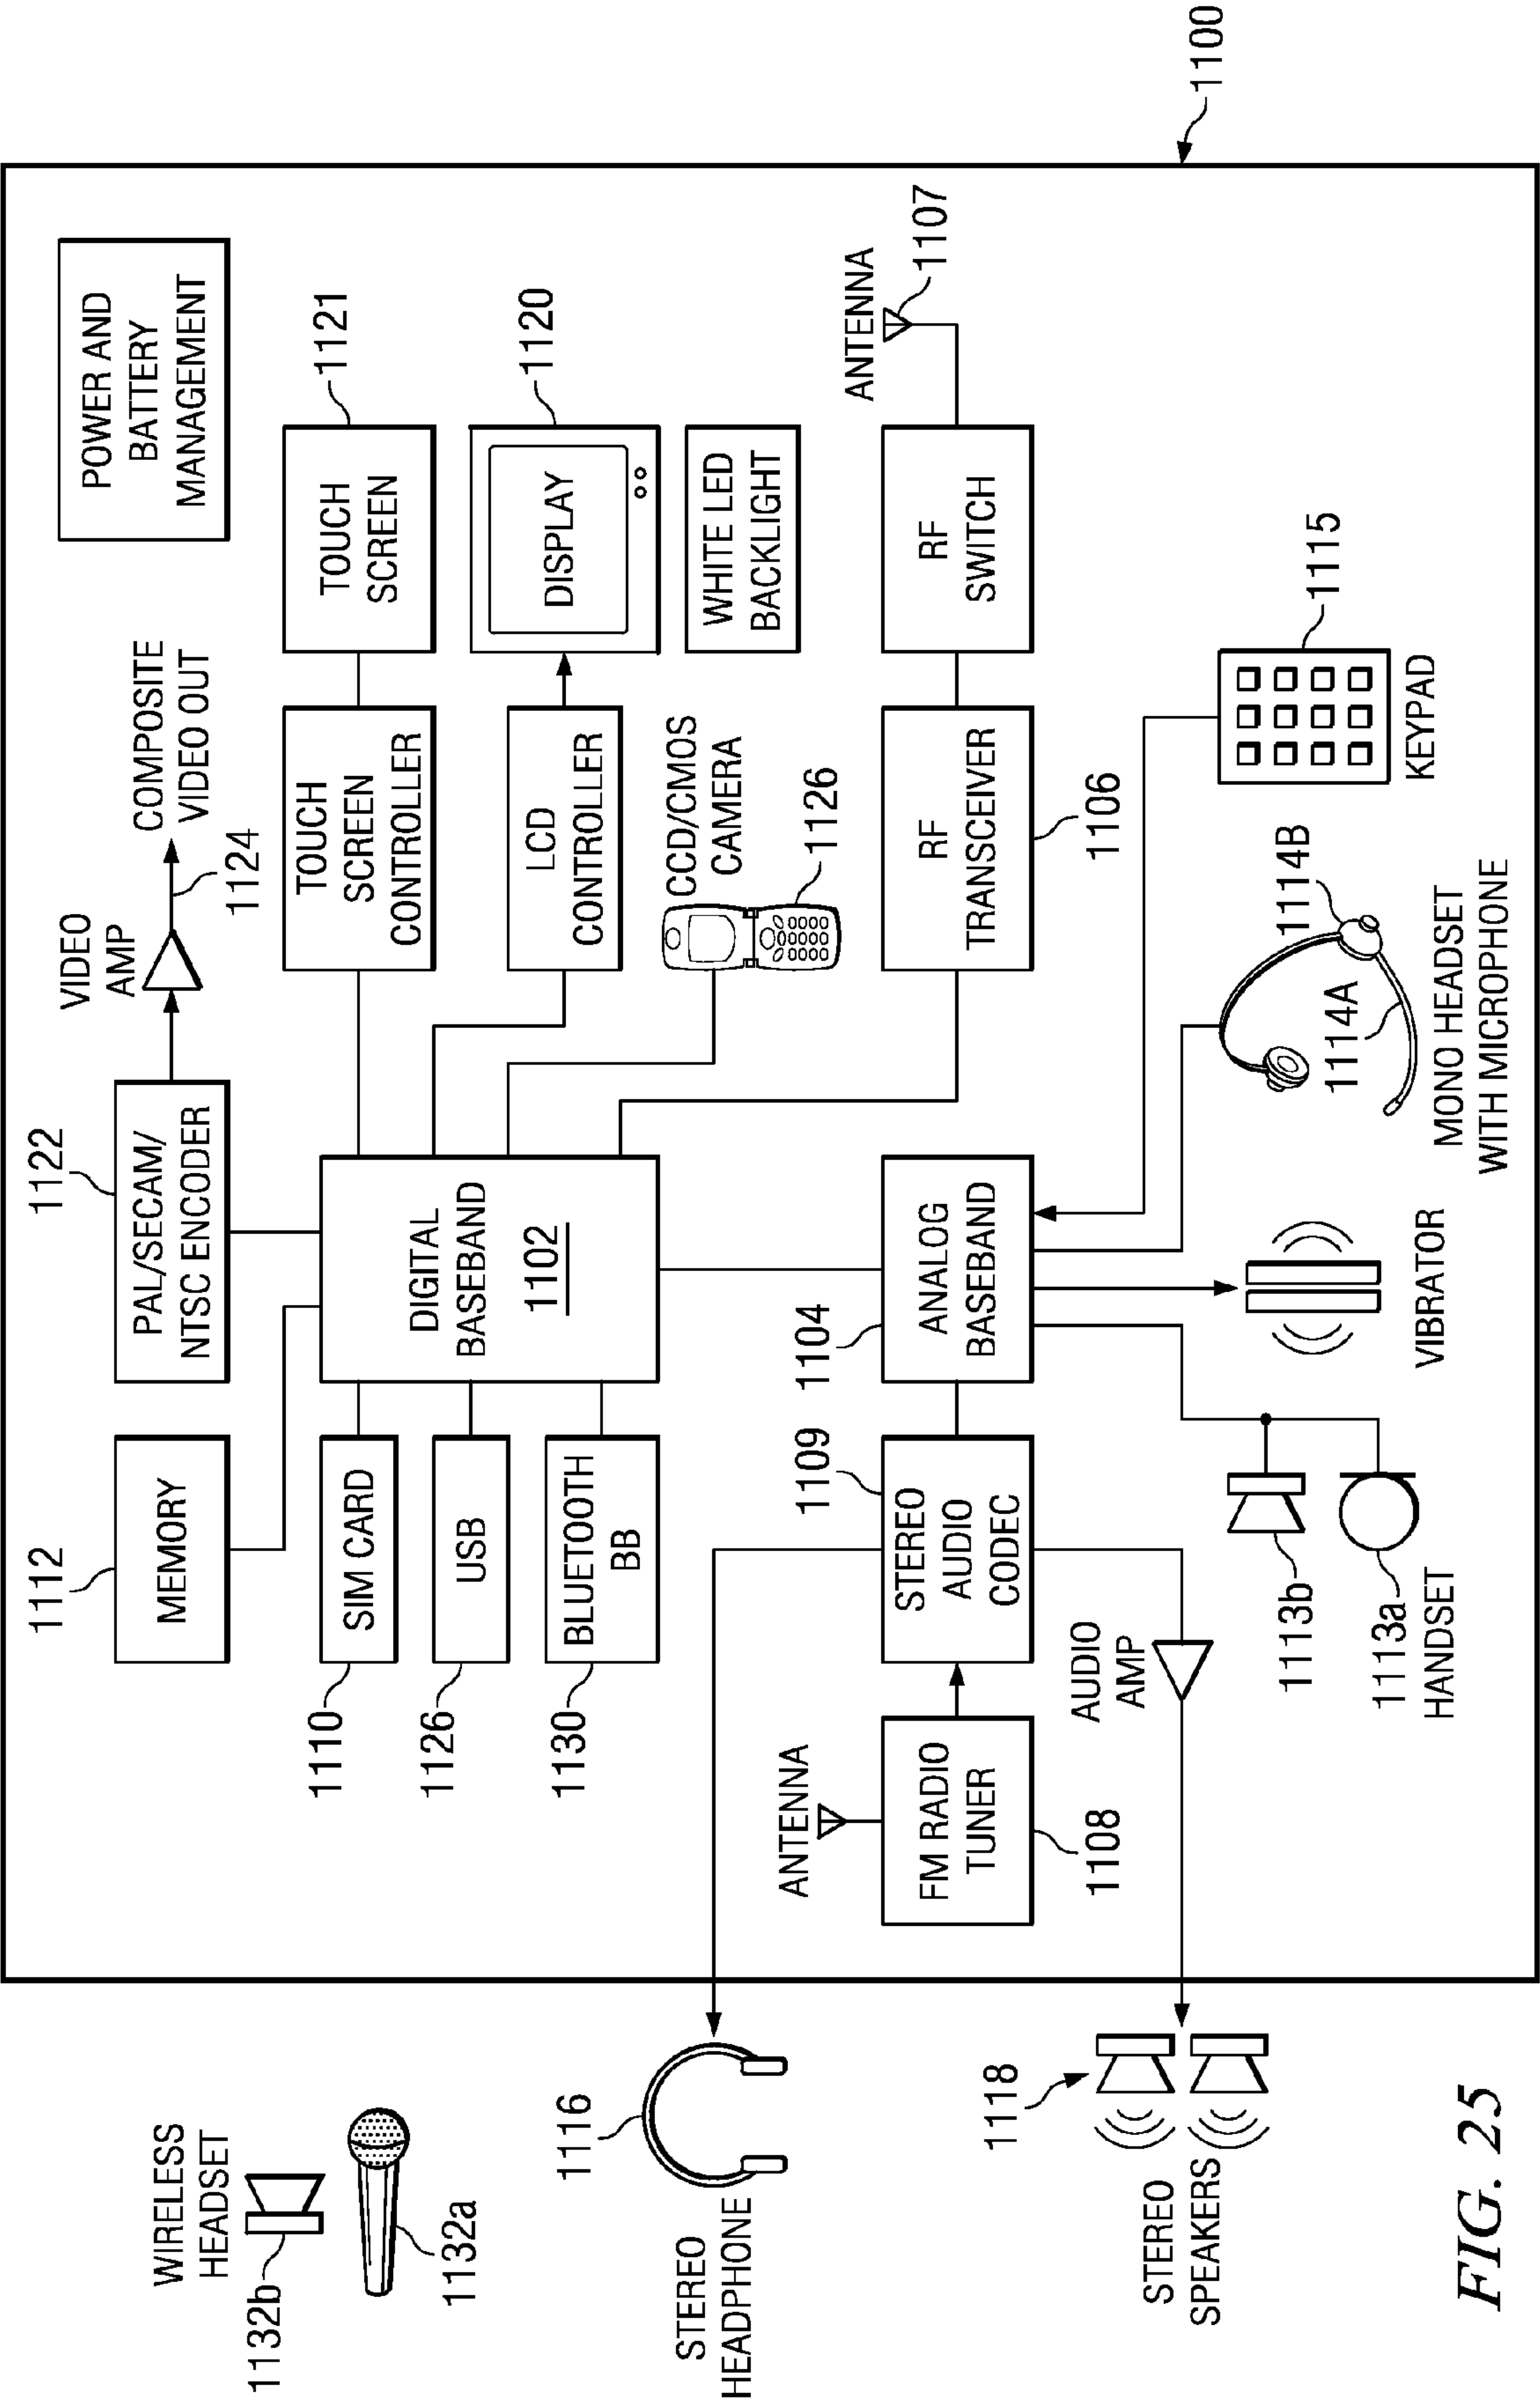 WIRELESS
HEADSET
1132b
1132a
1112
MEMORY
1122
PAL/SECAM/
NTSC ENCODER
VIDEO
AMP
1124
COMPOSITE
VIDEO OUT
POWER AND
BATTERY
MANAGEMENT
1110
SIM CARD
1126
USB
1130
BLUETOOTH
BB
DIGITAL
BASEBAND
1102
TOUCH
SCREEN
CONTROLLER
TOUCH
SCREEN
1121
LCD
CONTROLLER
DISPLAY
1120
CCD/CMOS
CAMERA
1126
WHITE LED
BACKLIGHT
1116
STEREO
HEADPHONE
ANTENNA
FM RADIO
TUNER
1108
1109
STEREO
AUDIO
CODEC
1104
ANALOG
BASEBAND
RF
TRANSCEIVER
1106
RF
SWITCH
ANTENNA
1107
1100
1118
STEREO
SPEAKERS
AUDIO
AMP
1113b
1113a
HANDSET
VIBRATOR
1114A
1114B
MONO HEADSET
WITH MICROPHONE
1115
KEYPAD
FIG. 25